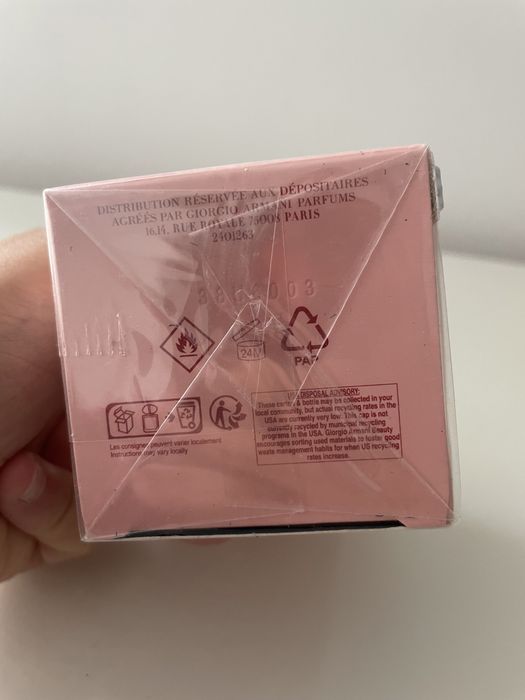 DISTRIBUTION RÉSERVÉE AUX DÉPOSITAIRES
AGRÉÉS PAR GIORGIO ARMANI PARFUMS
16,14, RUE ROYALE 75008 PARIS
2401263
24M
PAP
Les consignes peuvent varier localement
Instructions may vary locally
US DISPOSAL ADVISORY:
These carton & bottle may be collected in your
local community, but actual recycling rates in the
USA are currently very low. This cap is not
currently recycled by municipal recycling
programs in the USA. Giorgio Armani Beauty
encourages sorting used materials to foster good
waste management habits for when US recycling
rates increase.